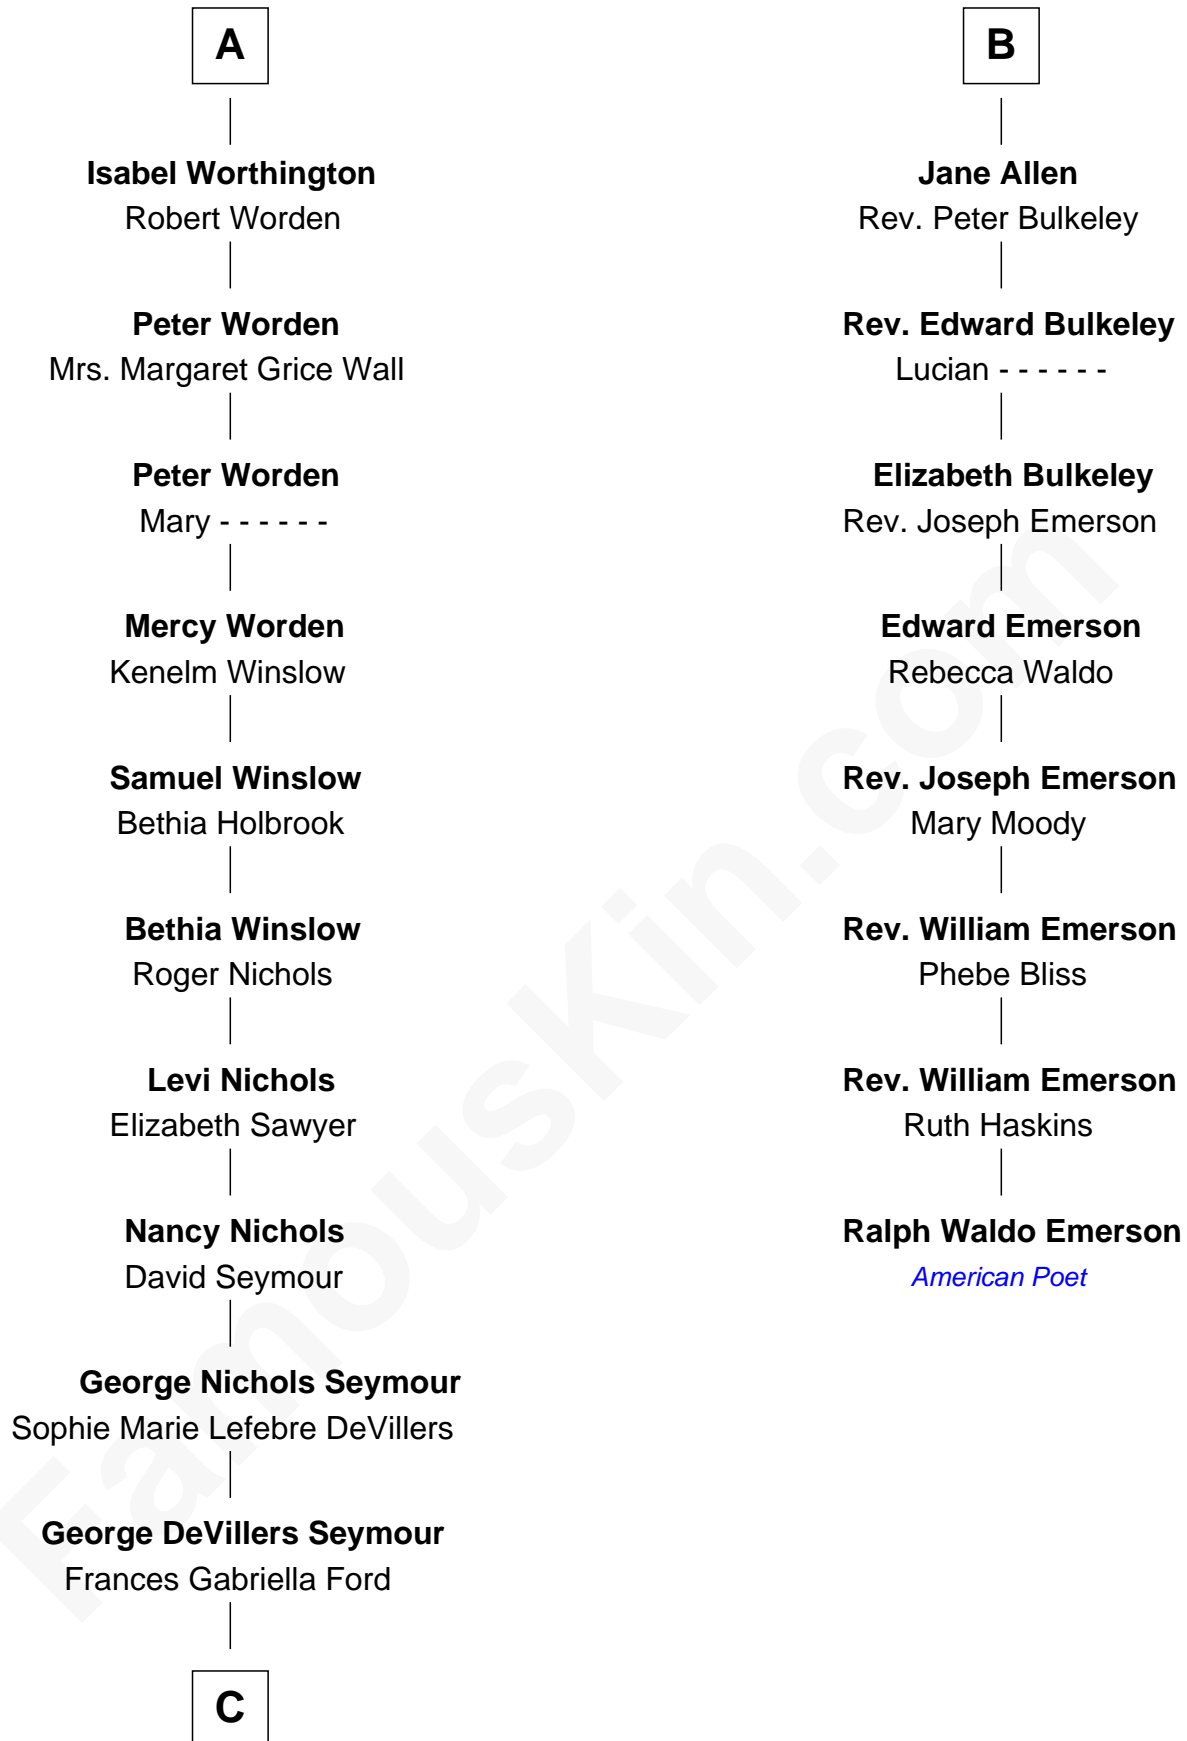 A
Isabel Worthington
Robert Worden
Peter Worden
Mrs. Margaret Grice Wall
Peter Worden
Mary - - - - - -
Mercy Worden
Kenelm Winslow
Samuel Winslow
Bethia Holbrook
Bethia Winslow
Roger Nichols
Levi Nichols
Elizabeth Sawyer
Nancy Nichols
David Seymour
George Nichols Seymour
Sophie Marie Lefebre DeVillers
George DeVillers Seymour
Frances Gabriella Ford
C
B
Jane Allen
Rev. Peter Bulkeley
Rev. Edward Bulkeley
Lucian - - - - - -
Elizabeth Bulkeley
Rev. Joseph Emerson
Edward Emerson
Rebecca Waldo
Rev. Joseph Emerson
Mary Moody
Rev. William Emerson
Phebe Bliss
Rev. William Emerson
Ruth Haskins
Ralph Waldo Emerson
American Poet
FamousKin.com